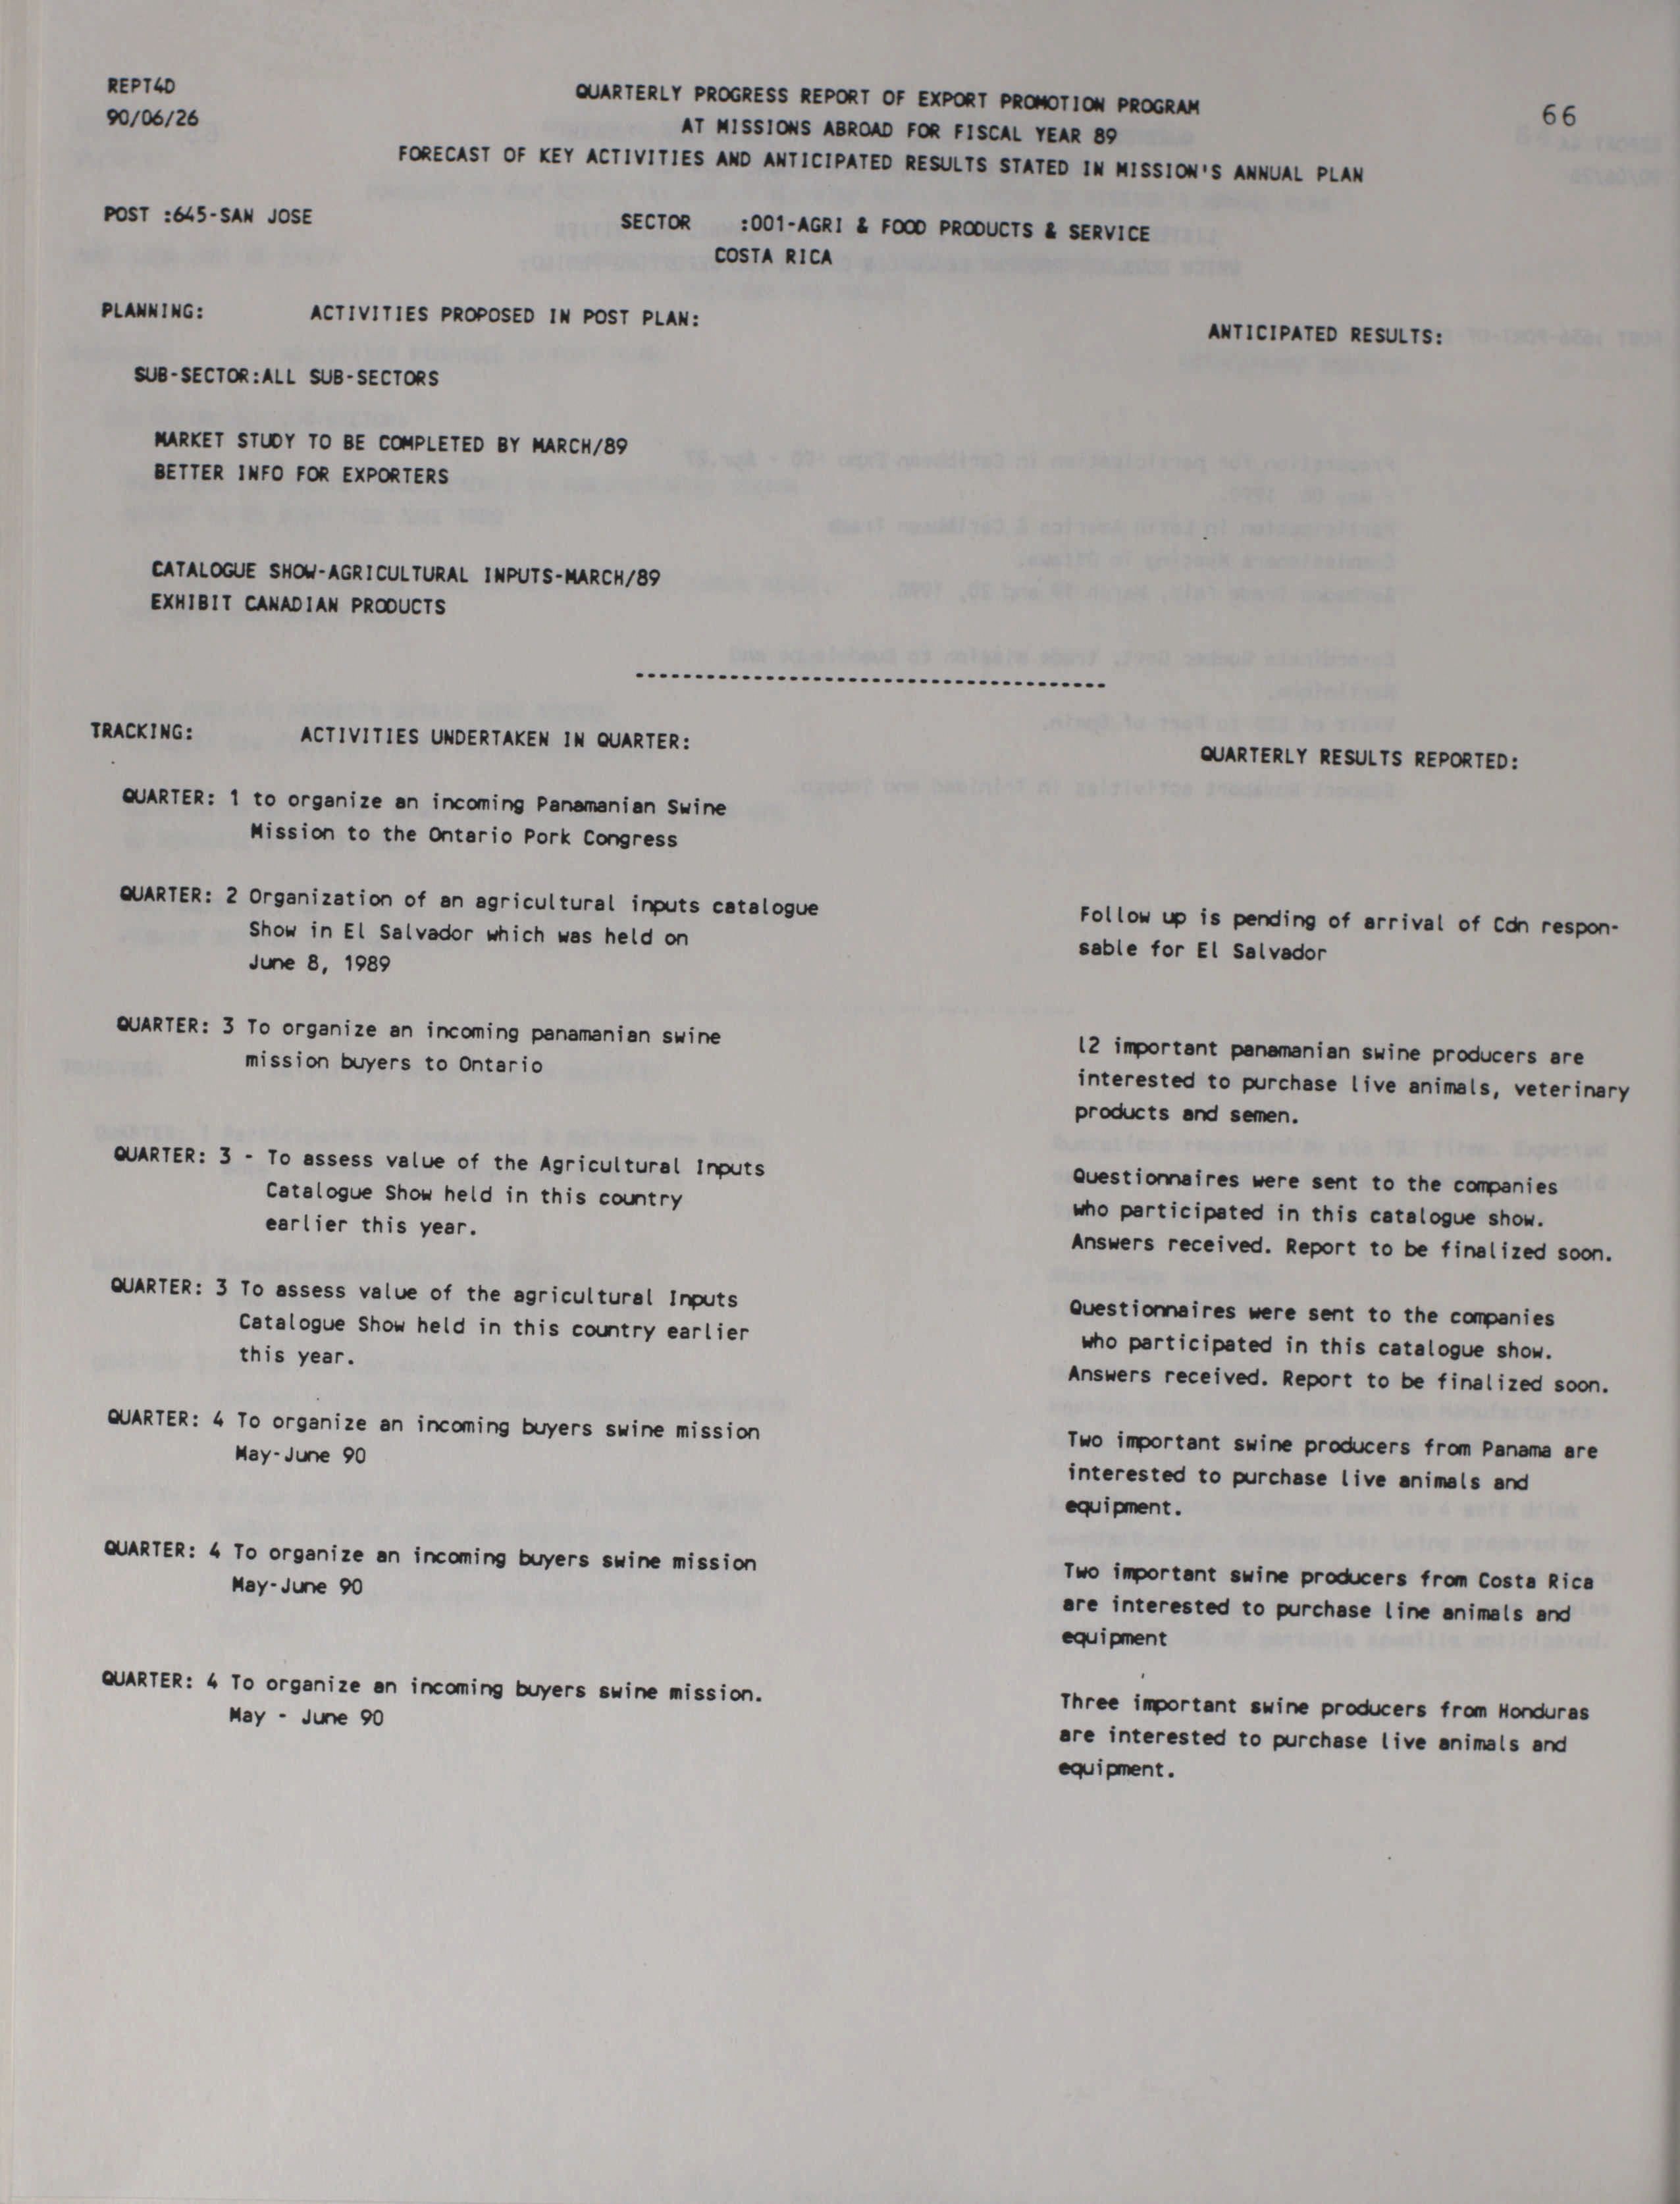 REPT4D
90/06/26
66
QUARTERLY PROGRESS REPORT OF EXPORT PROMOTION PROGRAM
AT MISSIONS ABROAD FOR FISCAL YEAR 89
FORECAST OF KEY ACTIVITIES AND ANTICIPATED RESULTS STATED IN MISSION'S ANNUAL PLAN
POST :645-SAN JOSE
SECTOR :001-AGRI & FOOD PRODUCTS & SERVICE
COSTA RICA
PLANNING: ACTIVITIES PROPOSED IN POST PLAN:
ANTICIPATED RESULTS:
SUB-SECTOR:ALL SUB-SECTORS
MARKET STUDY TO BE COMPLETED BY MARCH/89
BETTER INFO FOR EXPORTERS
CATALOGUE SHOW-AGRICULTURAL INPUTS-MARCH/89
EXHIBIT CANADIAN PRODUCTS
----------------------------------------
TRACKING: ACTIVITIES UNDERTAKEN IN QUARTER:
QUARTERLY RESULTS REPORTED:
QUARTER: 1 to organize an incoming Panamanian Swine
Mission to the Ontario Pork Congress
QUARTER: 2 Organization of an agricultural inputs catalogue
Show in El Salvador which was held on
June 8, 1989
Follow up is pending of arrival of Cdn respon-
sable for El Salvador
QUARTER: 3 To organize an incoming panamanian swine
mission buyers to Ontario
l2 important panamanian swine producers are
interested to purchase live animals, veterinary
products and semen.
QUARTER: 3 - To assess value of the Agricultural Inputs
Catalogue Show held in this country
earlier this year.
Questionnaires were sent to the companies
who participated in this catalogue show.
Answers received. Report to be finalized soon.
QUARTER: 3 To assess value of the agricultural Inputs
Catalogue Show held in this country earlier
this year.
Questionnaires were sent to the companies
who participated in this catalogue show.
Answers received. Report to be finalized soon.
QUARTER: 4 To organize an incoming buyers swine mission
May-June 90
Two important swine producers from Panama are
interested to purchase live animals and
equipment.
QUARTER: 4 To organize an incoming buyers swine mission
May-June 90
Two important swine producers from Costa Rica
are interested to purchase line animals and
equipment
QUARTER: 4 To organize an incoming buyers swine mission.
May - June 90
Three important swine producers from Honduras
are interested to purchase live animals and
equipment.